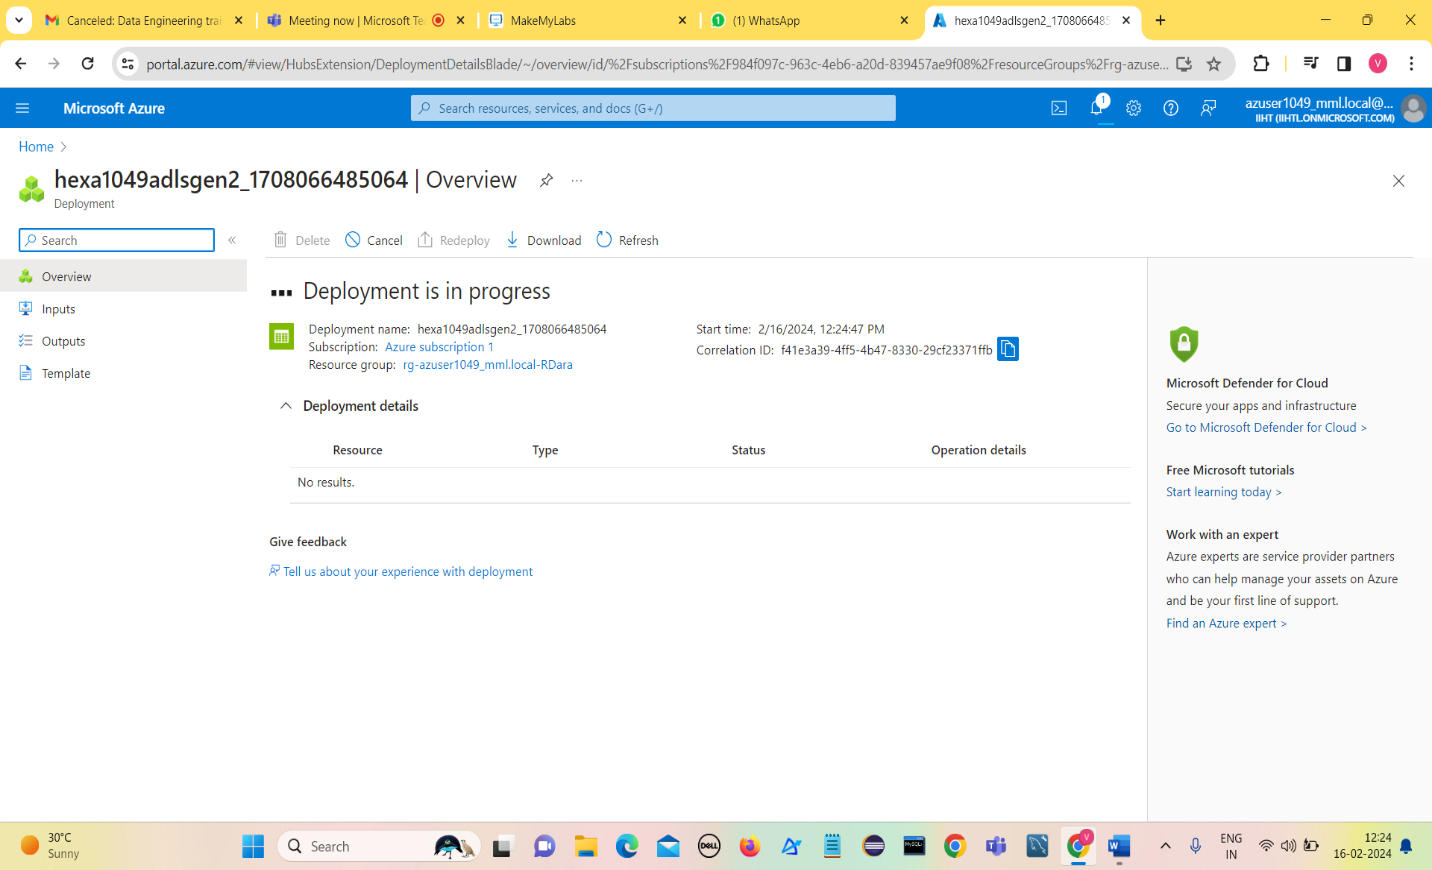 Canceled: Data Engineering trai
Meeting now | Microsoft Te
MakeMyLabs
(1) WhatsApp
hexa1049adlsgen2_1708066485
portal.azure.com/#view/HubsExtension/DeploymentDetailsBlade/~/overview/id/%2Fsubscriptions%2F984f097c-963c-4eb6-a20d-839457ae9f08%2FresourceGroups%2Frg-azuse...
V
Microsoft Azure
Search resources, services, and docs (G+/)
1
azuser1049_mml.local@...
IIHT (IIHTL.ONMICROSOFT.COM)
Home
hexa1049adlsgen2_1708066485064 | Overview
...
Deployment
Search
«
Delete
Cancel
Redeploy
Download
Refresh
Overview
Inputs
Outputs
Template
Deployment is in progress
Deployment name: hexa1049adlsgen2_1708066485064
Subscription: Azure subscription 1
Resource group: rg-azuser1049_mml.local-RDara
Start time: 2/16/2024, 12:24:47 PM
Correlation ID: f41e3a39-4ff5-4b47-8330-29cf23371ffb
Deployment details
Resource Type Status Operation details
No results.
Give feedback
Tell us about your experience with deployment
Microsoft Defender for Cloud
Secure your apps and infrastructure
Go to Microsoft Defender for Cloud >
Free Microsoft tutorials
Start learning today >
Work with an expert
Azure experts are service provider partners
who can help manage your assets on Azure
and be your first line of support.
Find an Azure expert >
30°C
Sunny
Search
DELL
MySQL
V
W
ENG
IN
12:24
16-02-2024